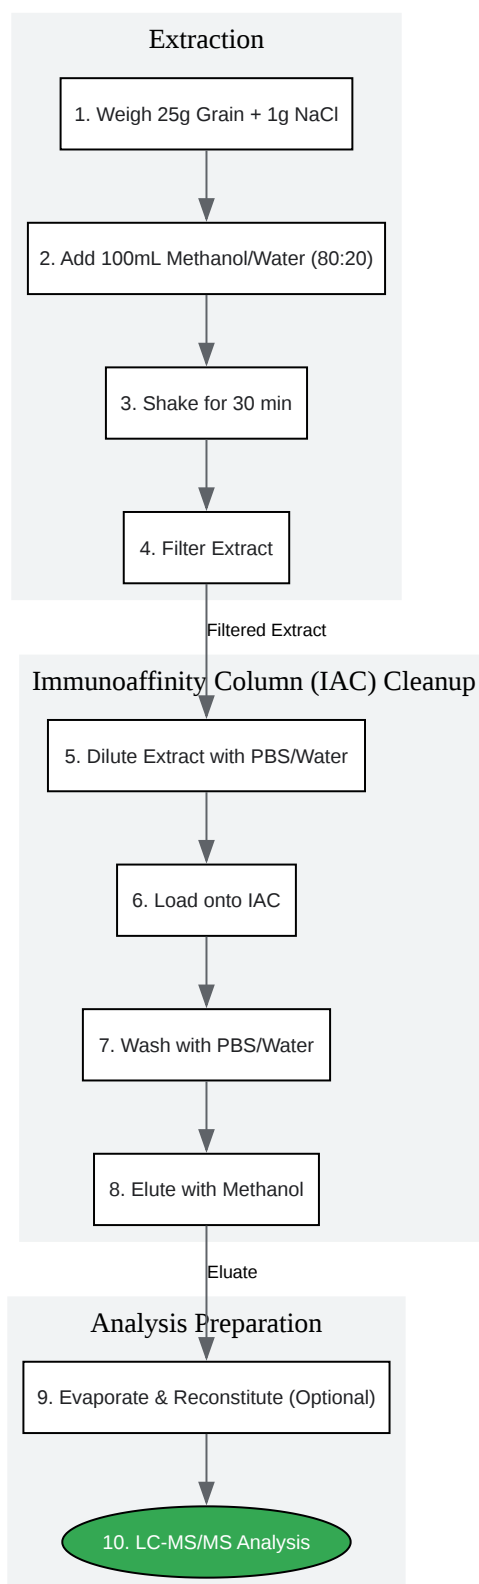 Extraction
1. Weigh 25g Grain + 1g NaCl
2. Add 100mL Methanol/Water (80:20)
3. Shake for 30 min
4. Filter Extract
Filtered Extract
Immunoaffinity Column (IAC) Cleanup
5. Dilute Extract with PBS/Water
6. Load onto IAC
7. Wash with PBS/Water
8. Elute with Methanol
Eluate
Analysis Preparation
9. Evaporate & Reconstitute (Optional)
10. LC-MS/MS Analysis